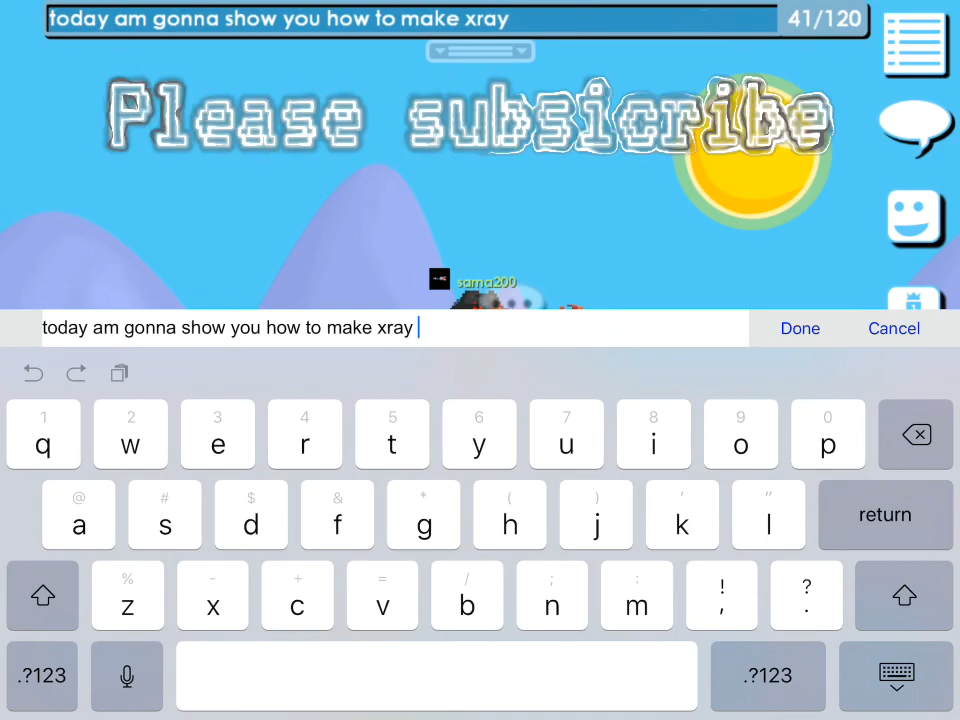 today am gonna show you how to make xray
41/120
Please subsicribe
sama200
today am gonna show you how to make xray
Done
Cancel
1 2 3 4 5 6 7 8 9 0
q w e r t y u i o p
@ # $ & * ( ) ' "
a s d f g h j k l return
% - + = / ; : ! ?
z x c v b n m , .
.?123 .?123